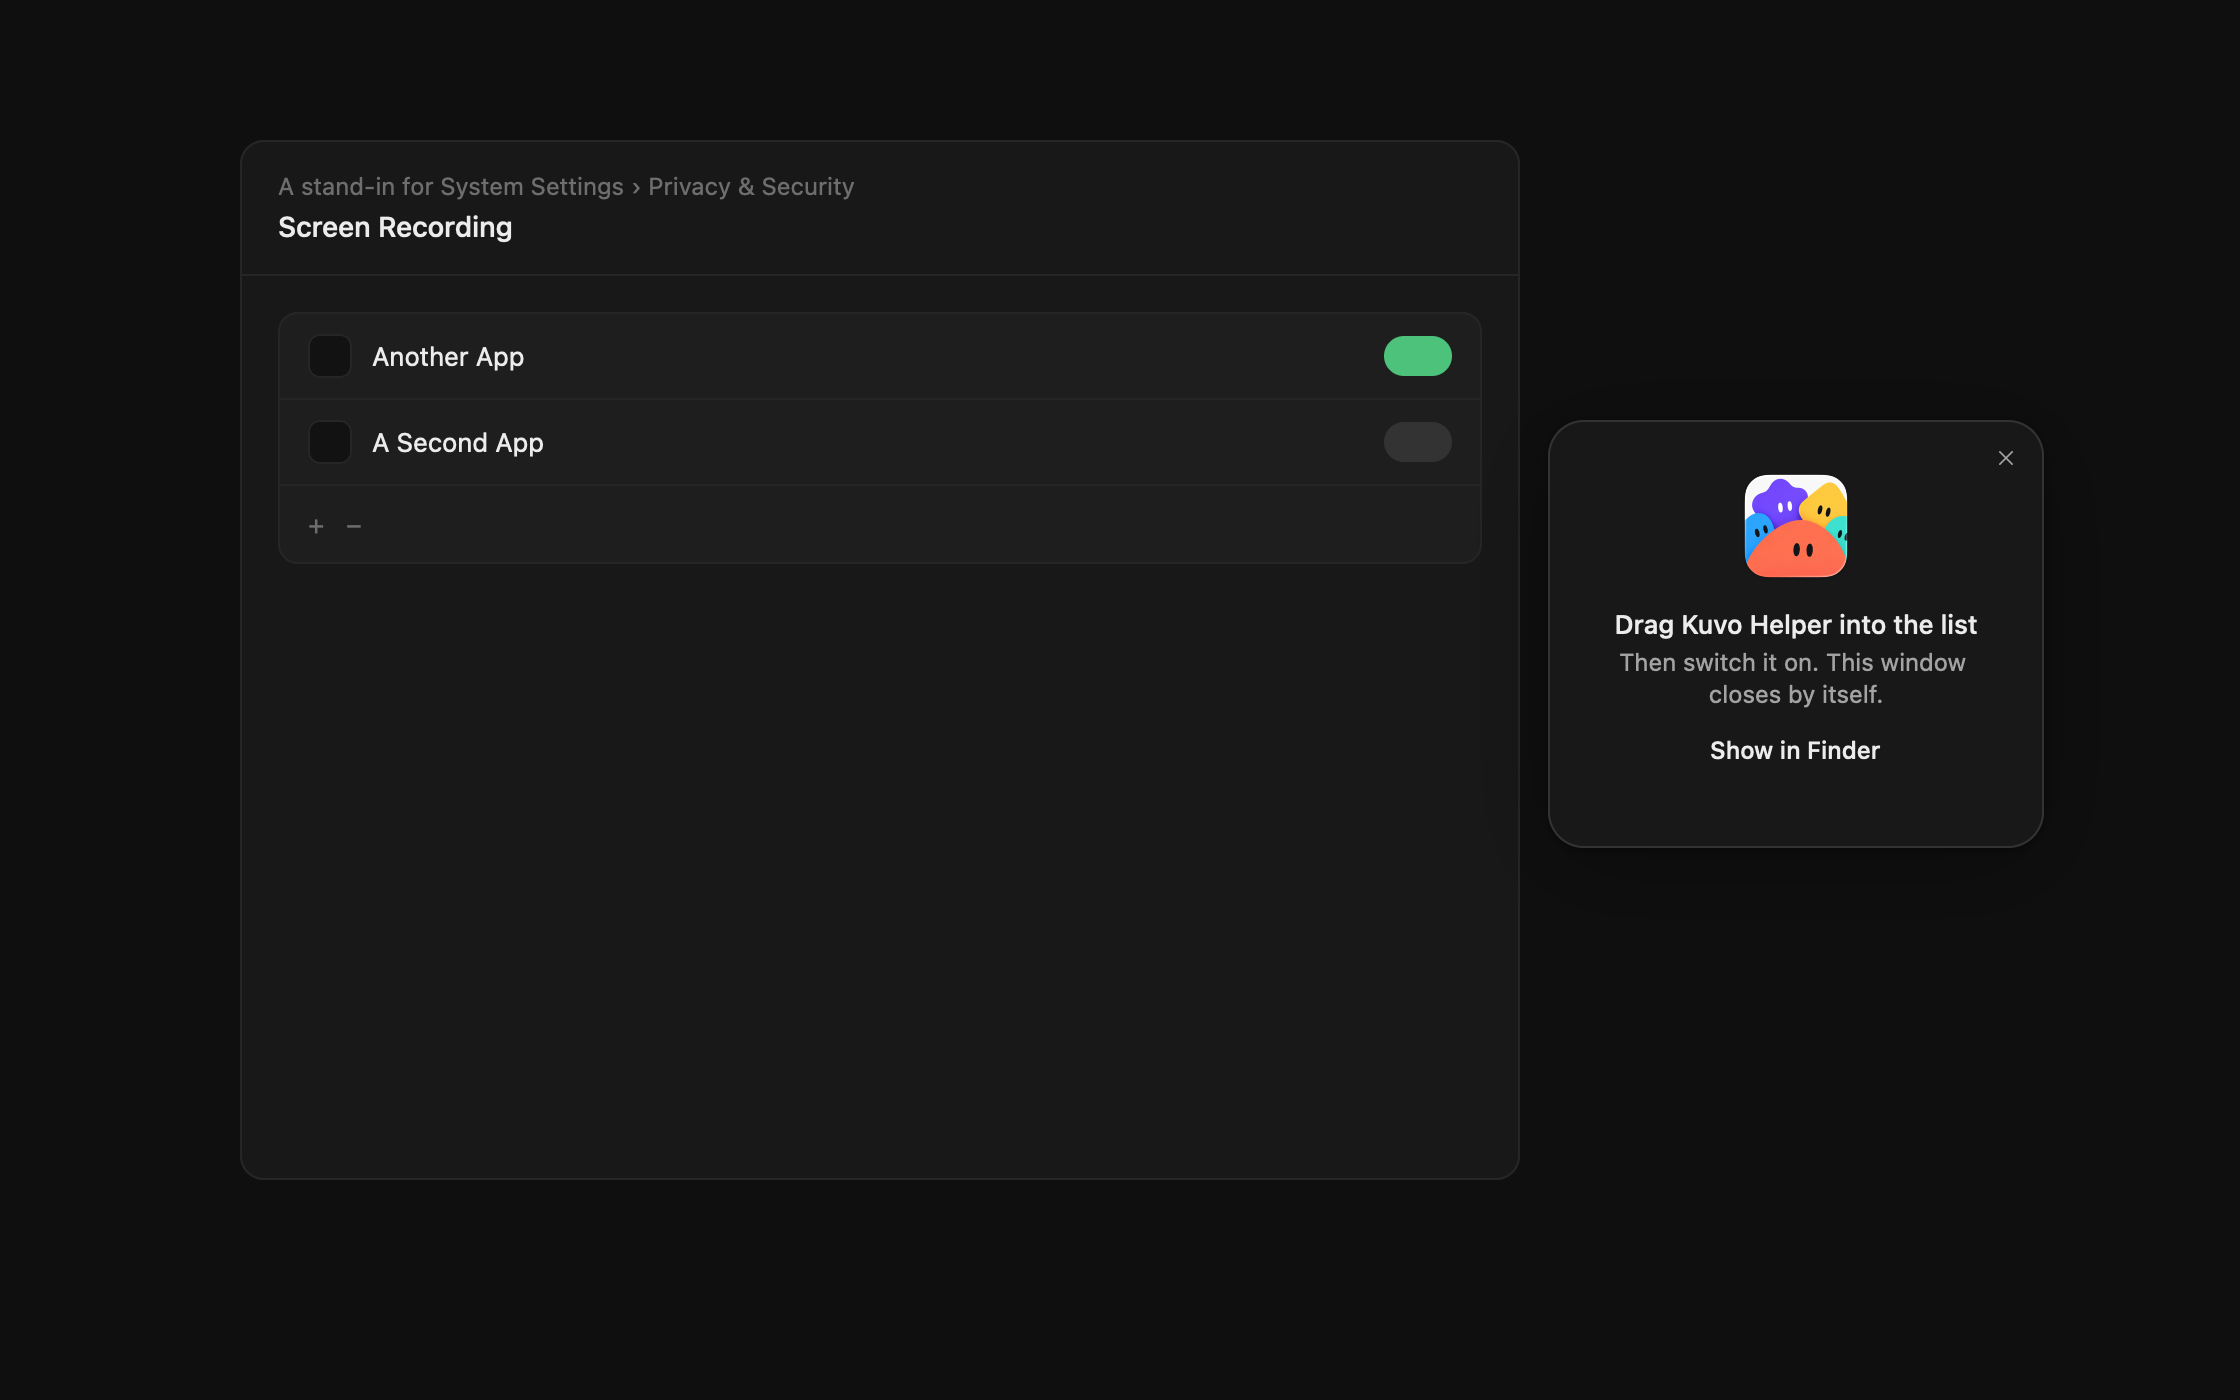 A stand-in for System Settings › Privacy & Security
Screen Recording
Another App
A Second App
+ −
Drag Kuvo Helper into the list
Then switch it on. This window
closes by itself.
Show in Finder